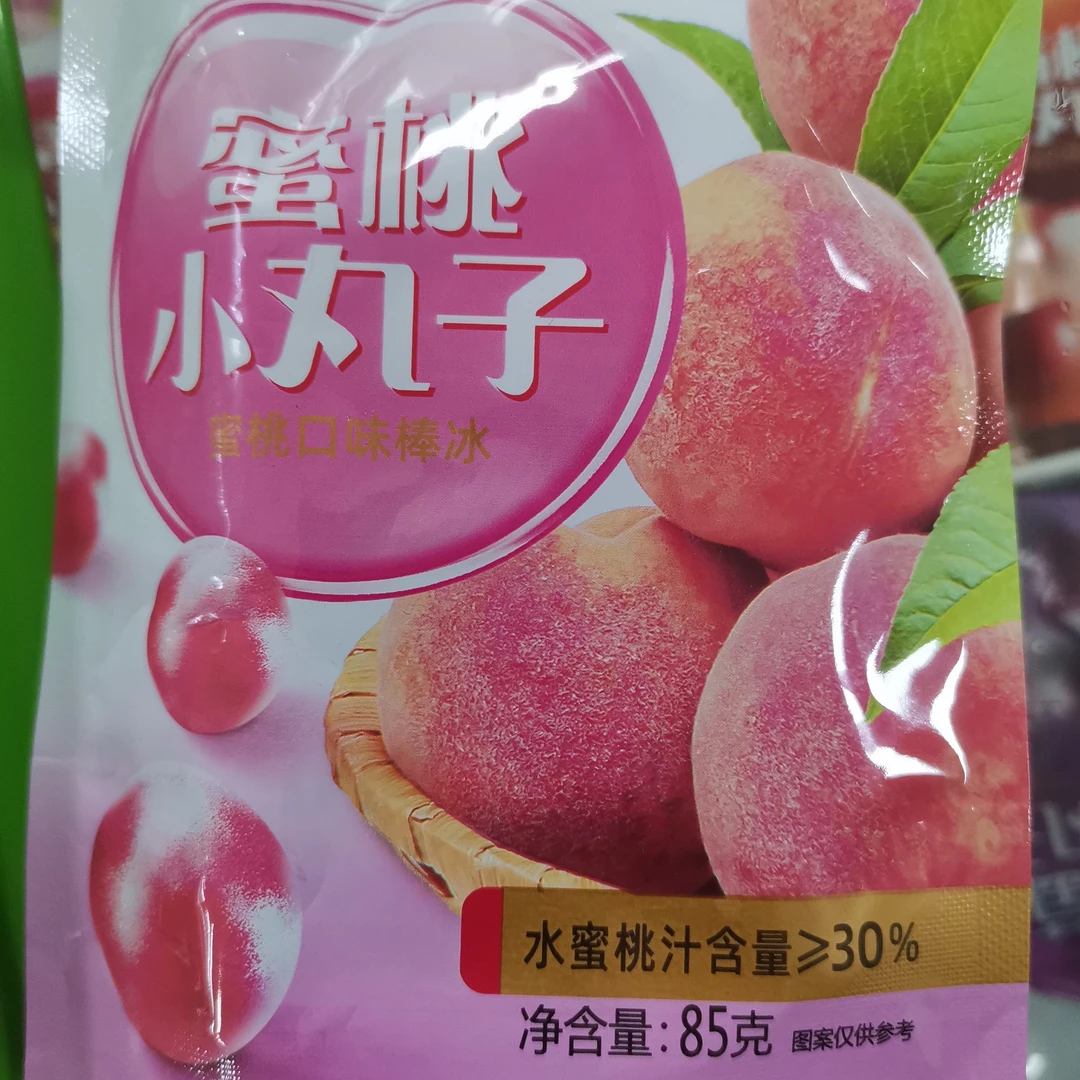 蜜桃
小丸子
蜜桃口味棒冰
水蜜桃汁含量≥30%
净含量:85克 图案仅供参考